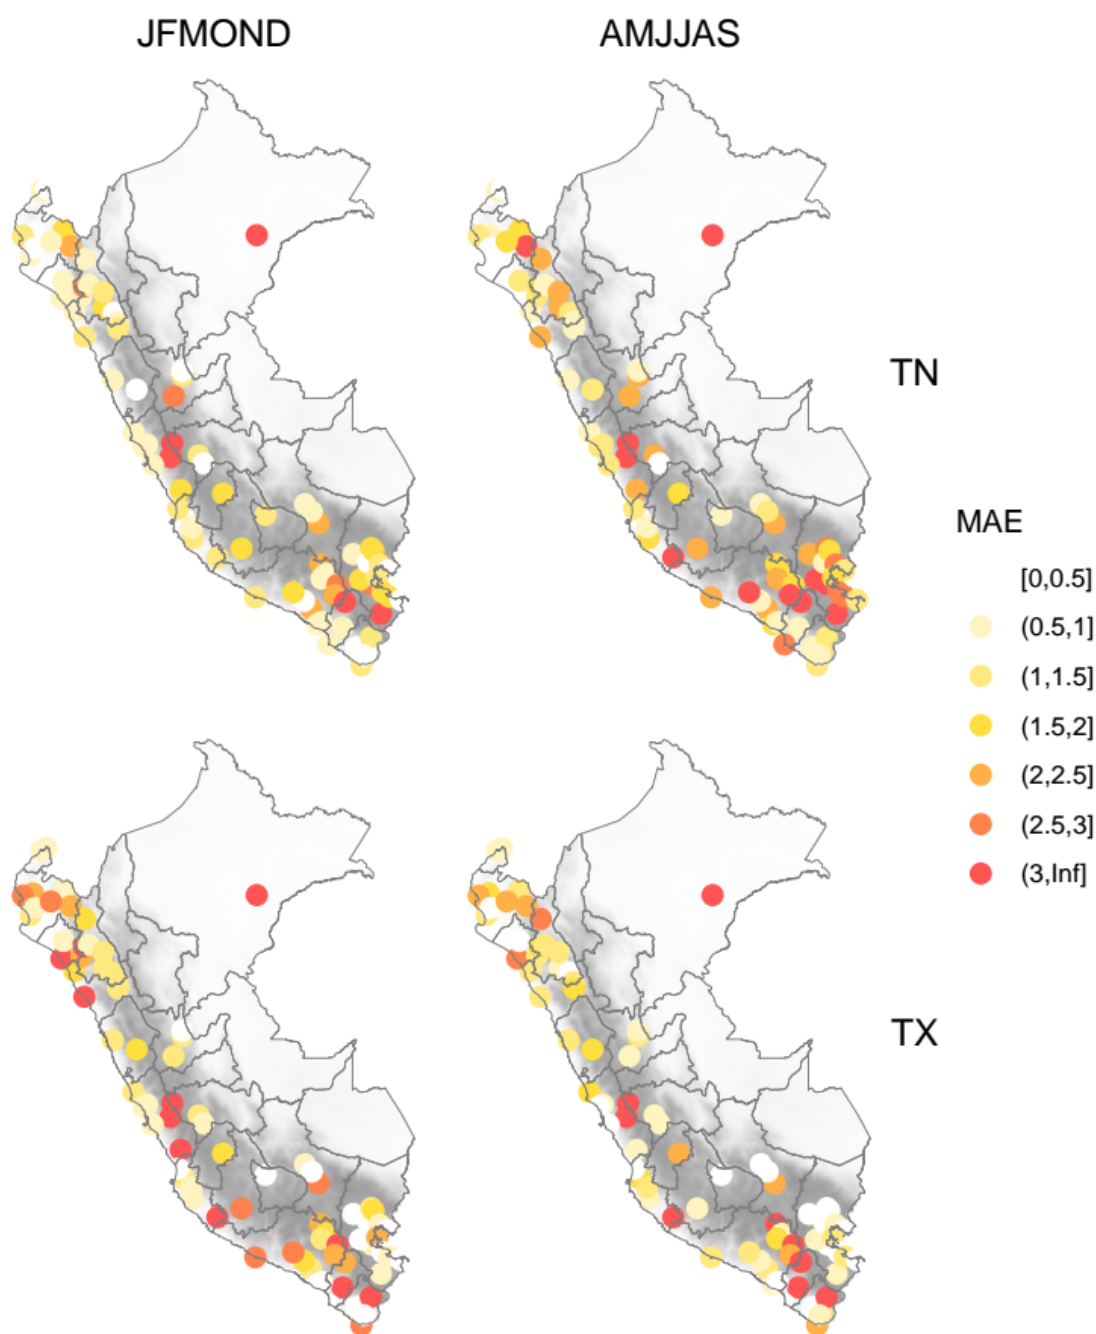 JFMOND AMJJAS
TN
MAE
[0,0.5]
(0.5,1]
(1,1.5]
(1.5,2]
(2,2.5]
(2.5,3]
(3,Inf]
TX